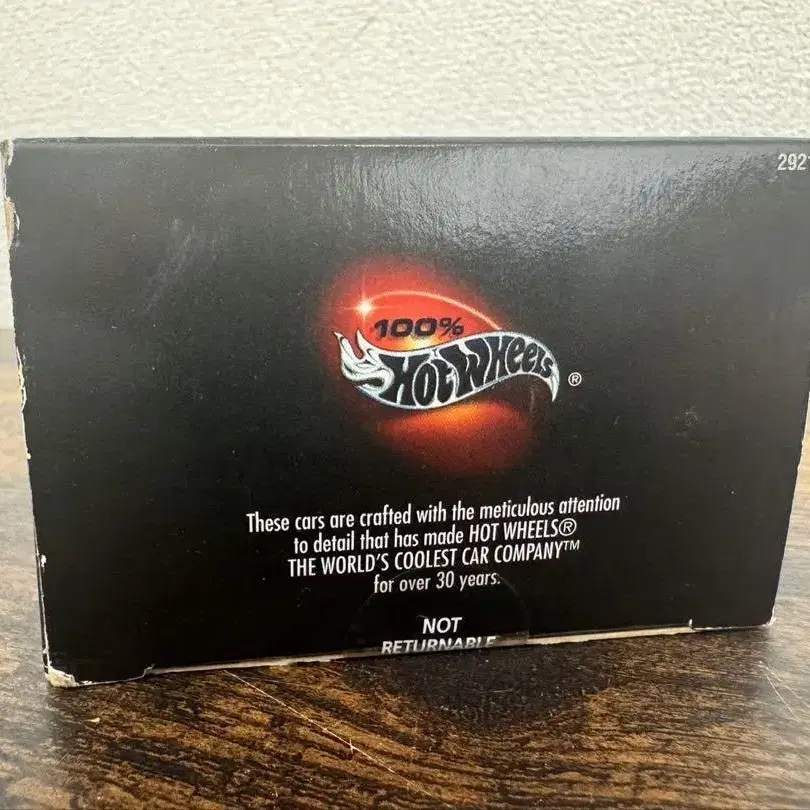 292
100%
HOT WHEELS ®
These cars are crafted with the meticulous attention
to detail that has made HOT WHEELS®
THE WORLD'S COOLEST CAR COMPANY™
for over 30 years.
NOT
RETURNABLE